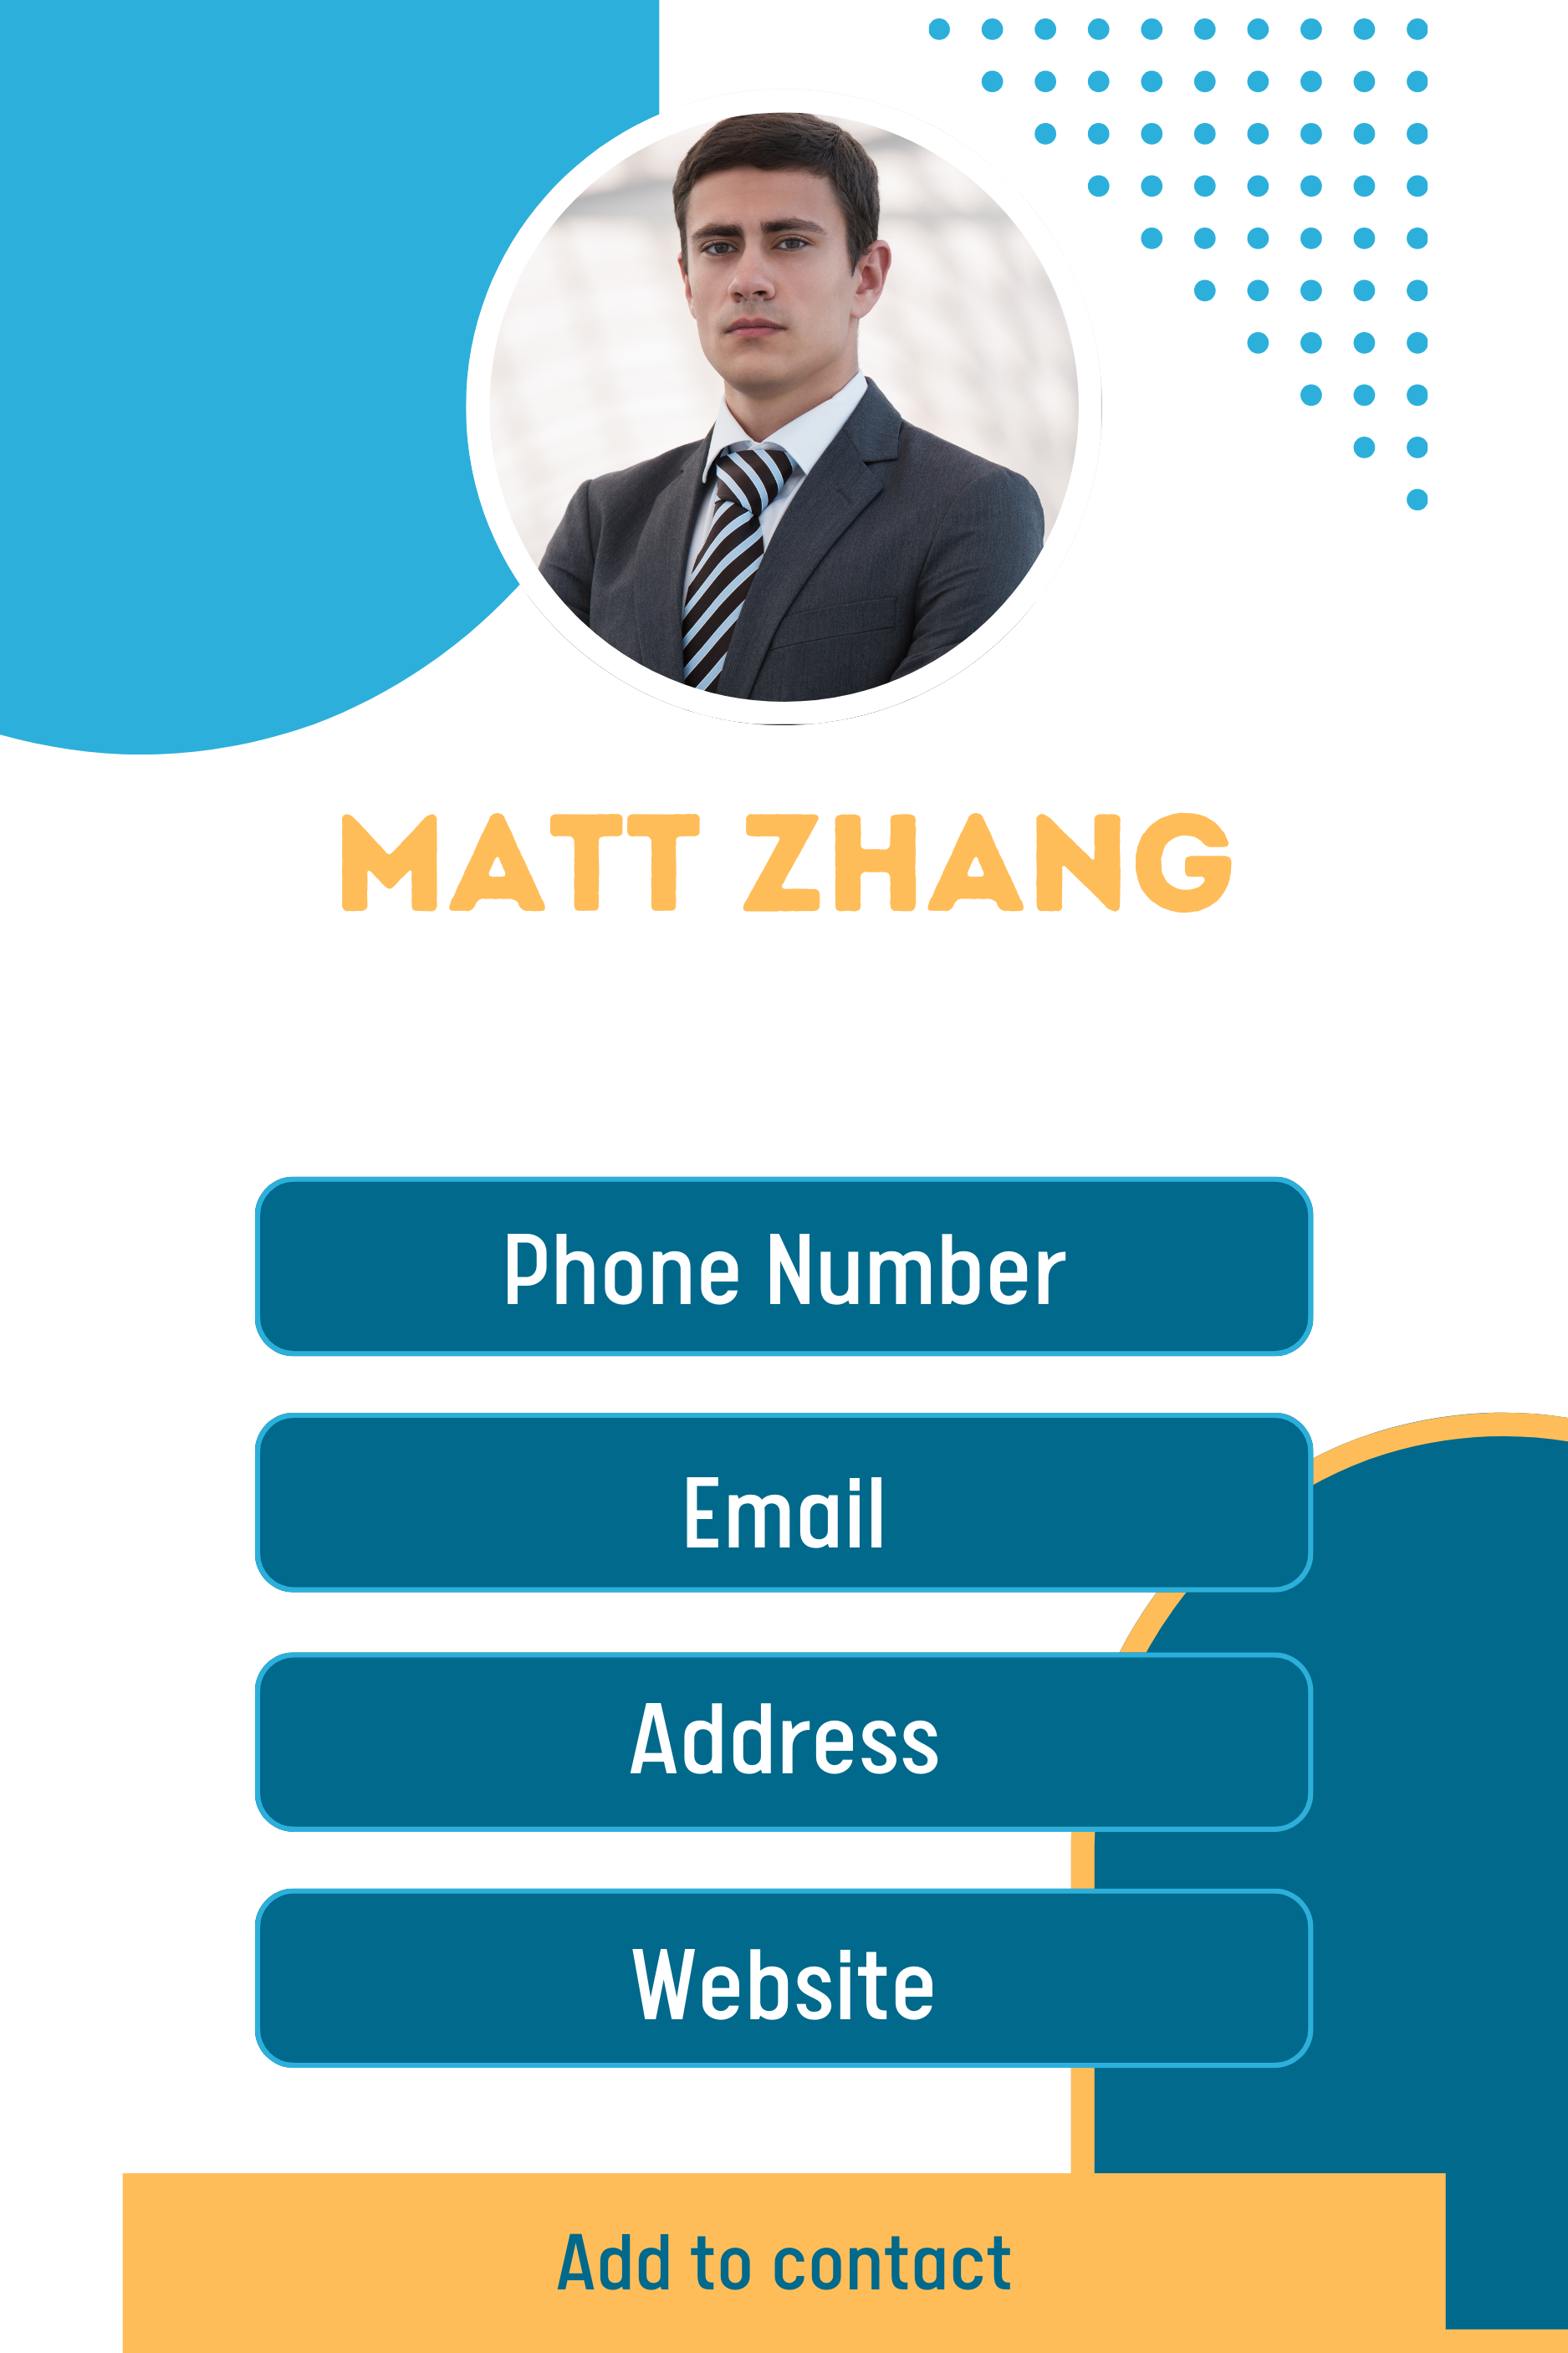 MATT ZHANG
Phone Number
Email
Address
Website
Add to contact